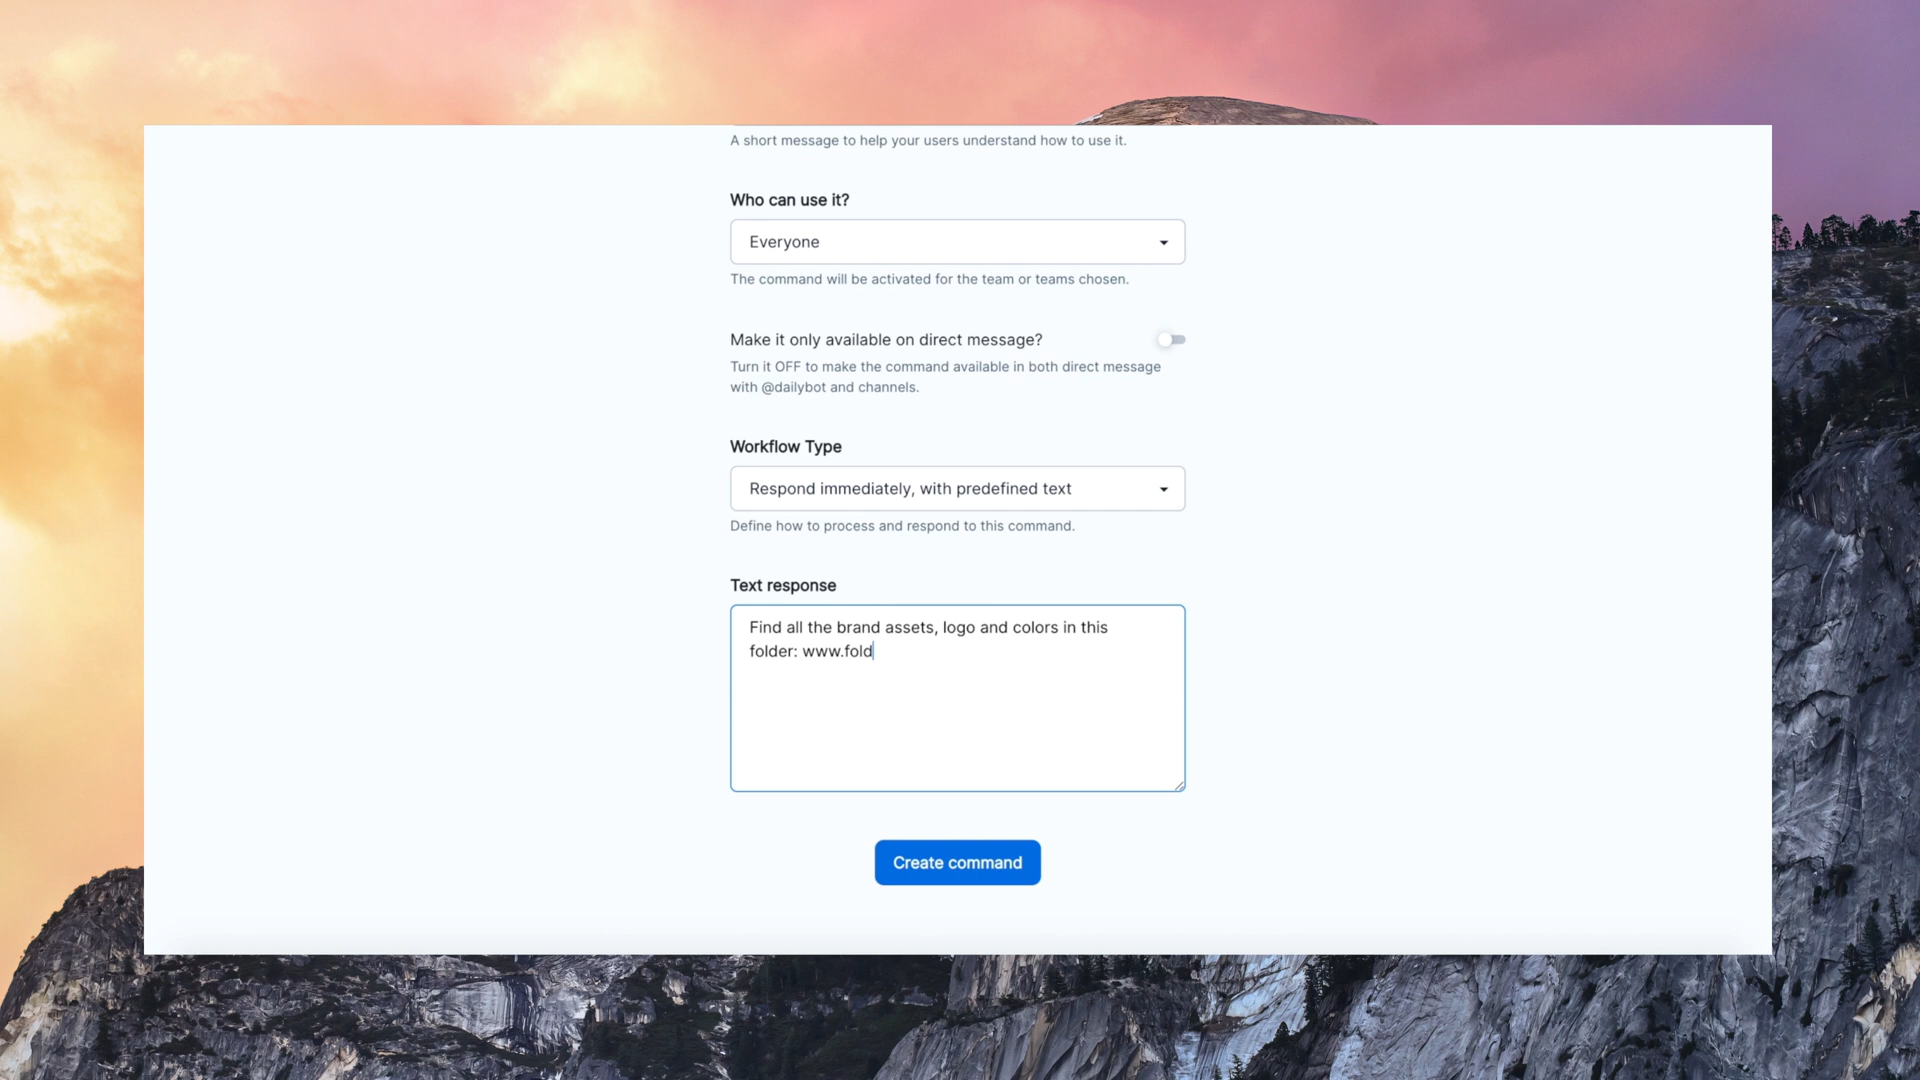 A short message to help your users understand how to use it.
Who can use it?
Everyone
The command will be activated for the team or teams chosen.
Make it only available on direct message?
Turn it OFF to make the command available in both direct message
with @dailybot and channels.
Workflow Type
Respond immediately, with predefined text
Define how to process and respond to this command.
Text response
Find all the brand assets, logo and colors in this
folder: www.fold
Create command